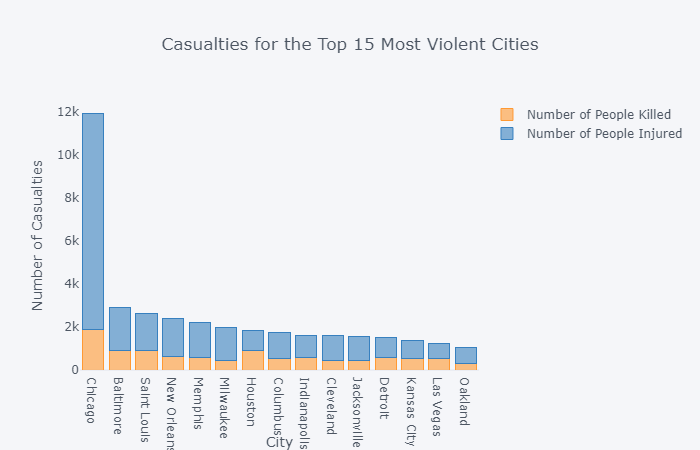 Casualties for the Top 15 Most Violent Cities
Number of People Killed
Number of People Injured
Number of Casualties
12k
10k
8k
6k
4k
2k
0
Chicago
Baltimore
Saint Louis
New Orleans
Memphis
Milwaukee
Houston
Columbus
Indianapolis
Cleveland
Jacksonville
Detroit
Kansas City
Las Vegas
Oakland
City